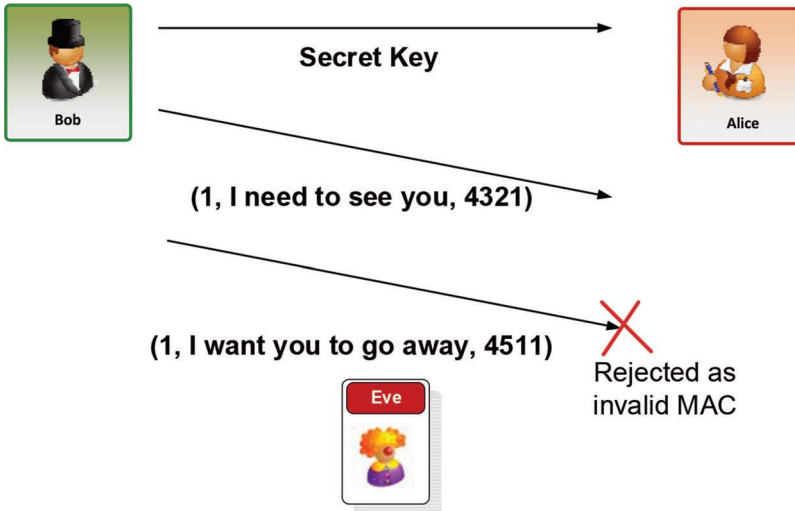 Secret Key
Bob
Alice
(1, I need to see you, 4321)
(1, I want you to go away, 4511)
Rejected as
invalid MAC
Eve